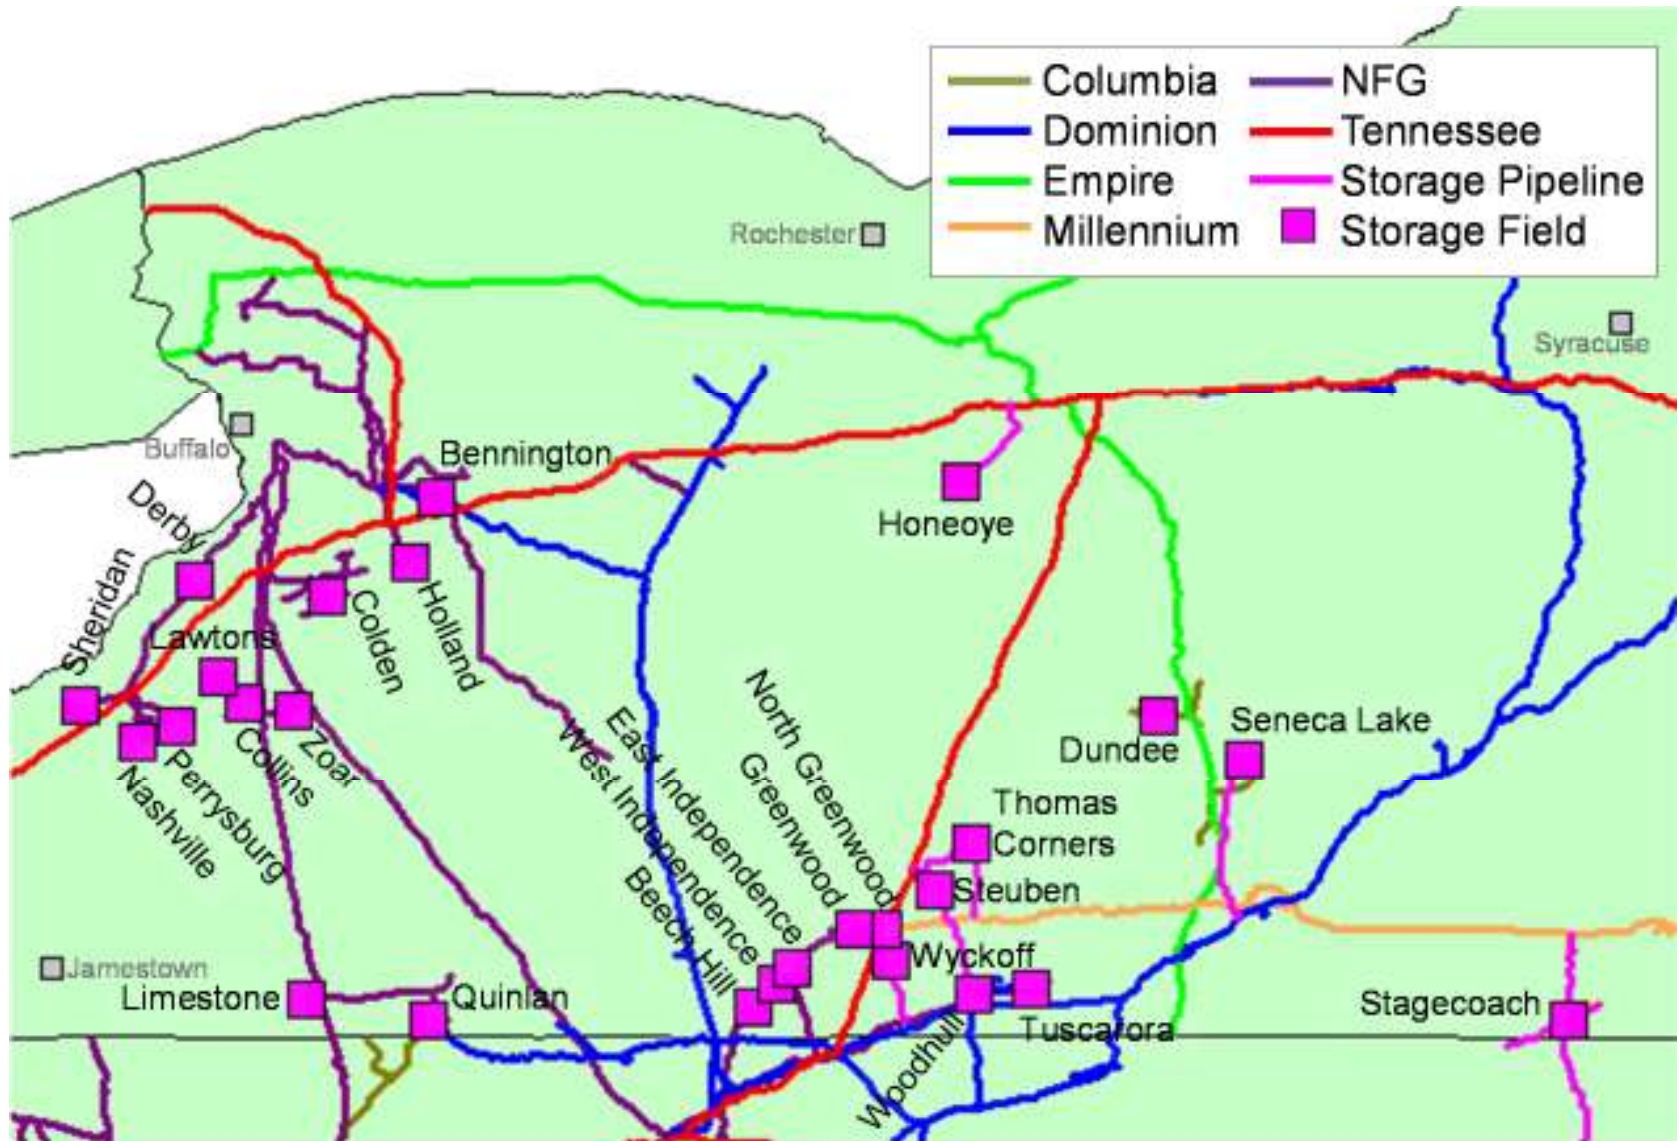 Columbia
NFG
Dominion
Tennessee
Empire
Storage Pipeline
Millennium
Storage Field
Rochester
Syracuse
Buffalo
Bennington
Derby
Honeoye
Sheridan
Colden
Holland
Lawtons
Zoar
Collins
Perrysburg
Nashville
North Greenwood
Greenwood
East Independence
West Independence
Beech Hill
Dundee
Seneca Lake
Thomas
Corners
Steuben
Wyckoff
Jamestown
Limestone
Quinlan
Woodhull
Tuscarora
Stagecoach